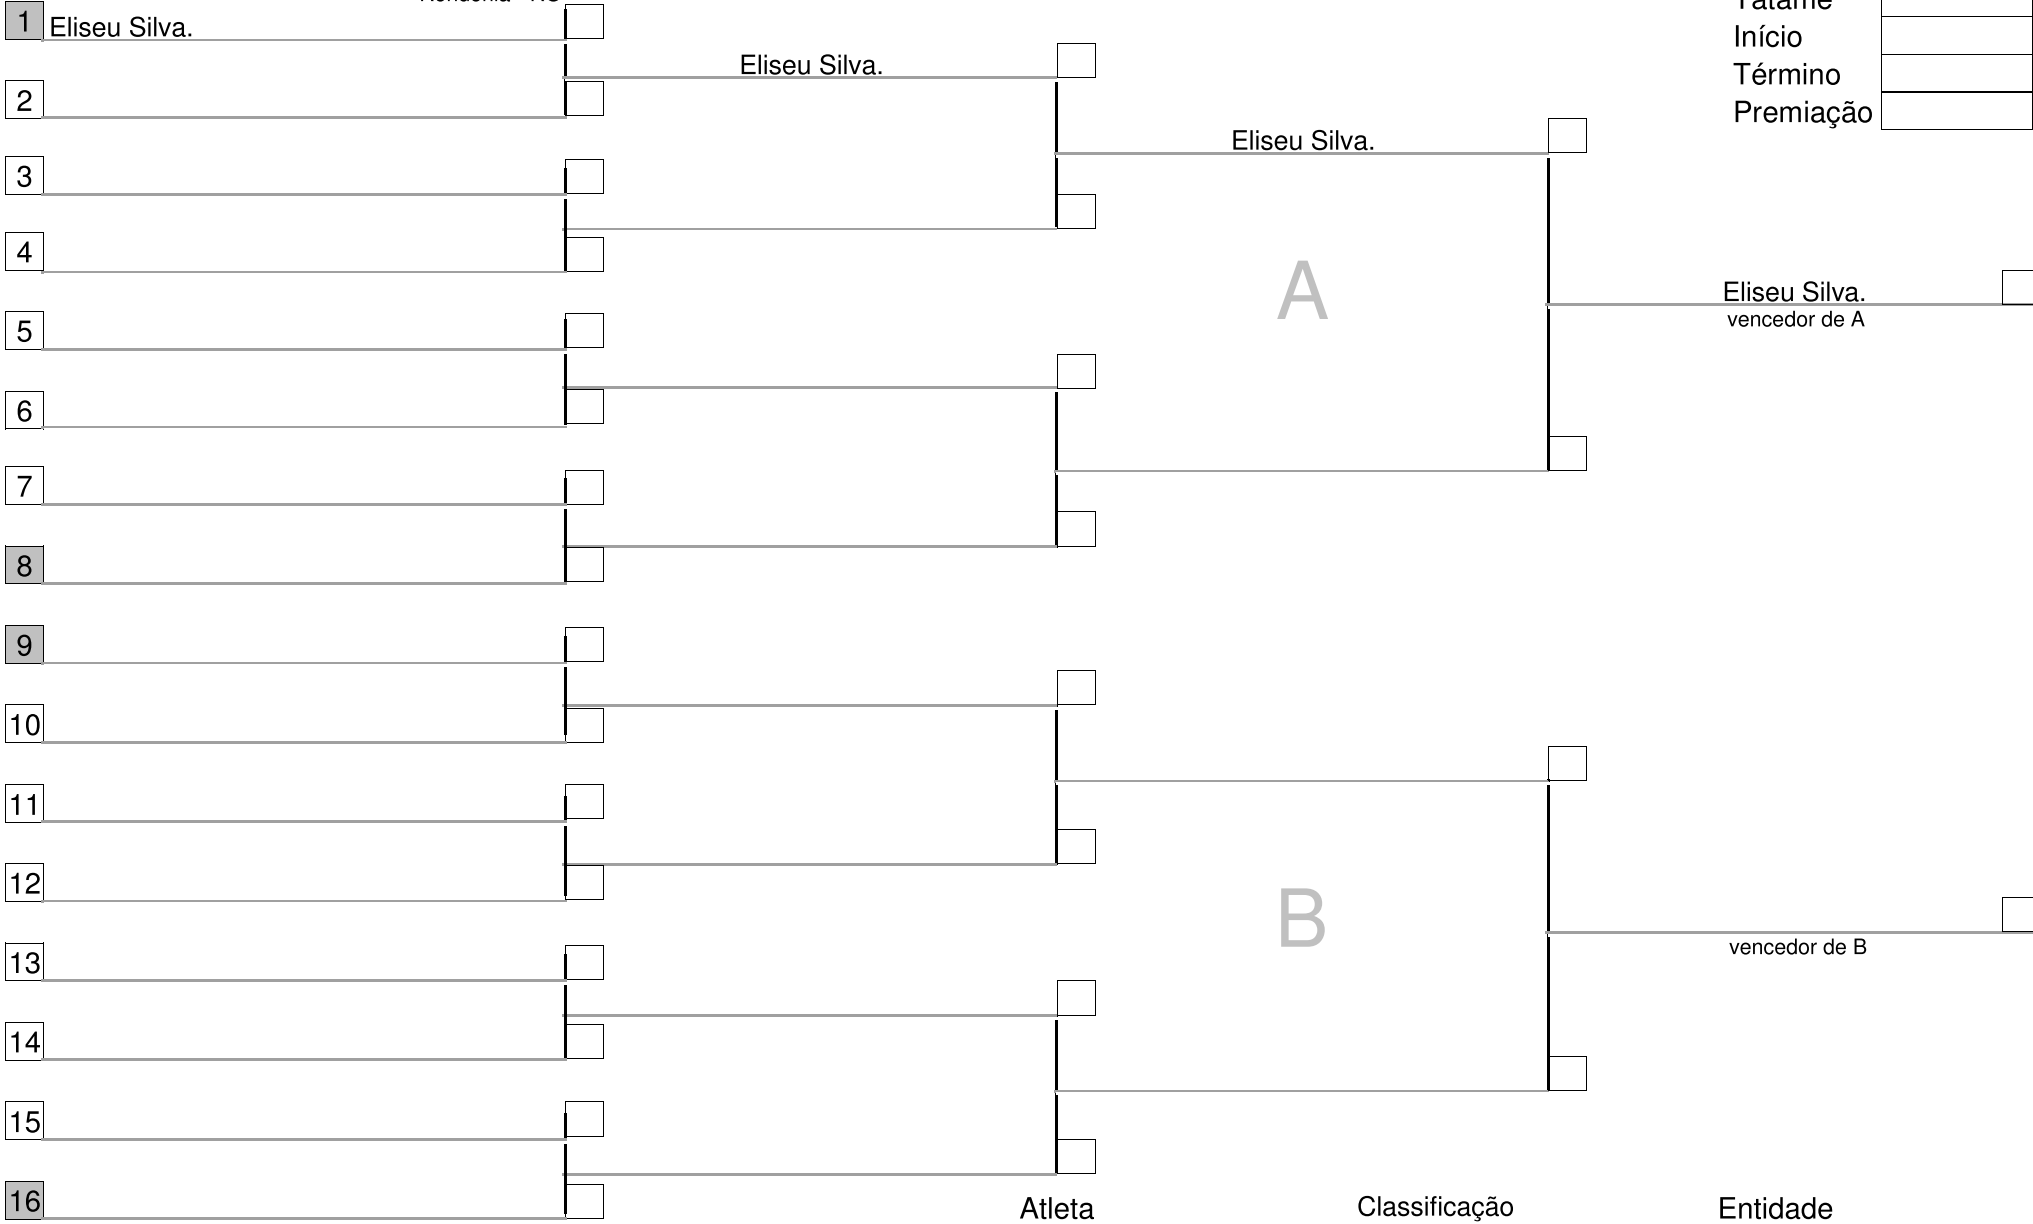 Tatame
1 Eliseu Silva.
Início
Eliseu Silva.
Término
2
Premiação
Eliseu Silva.
3
4
A
Eliseu Silva.
vencedor de A
5
6
7
8
9
10
11
12
B
vencedor de B
13
14
15
16
Atleta Classificação Entidade